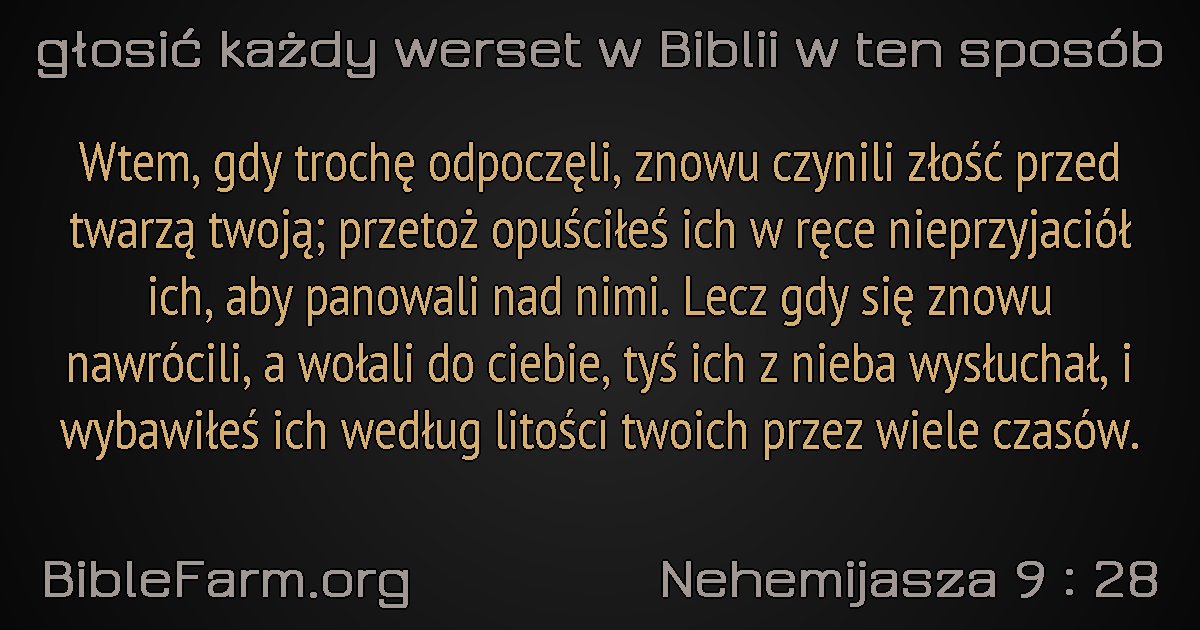 głosić każdy werset w Biblii w ten sposób
Wtem, gdy trochę odpoczęli, znowu czynili złość przed
twarzą twoją; przetoż opuściłeś ich w ręce nieprzyjaciół
ich, aby panowali nad nimi. Lecz gdy się znowu
nawrócili, a wołali do ciebie, tyś ich z nieba wysłuchał, i
wybawiłeś ich według litości twoich przez wiele czasów.
BibleFarm.org
Nehemijasza 9 : 28